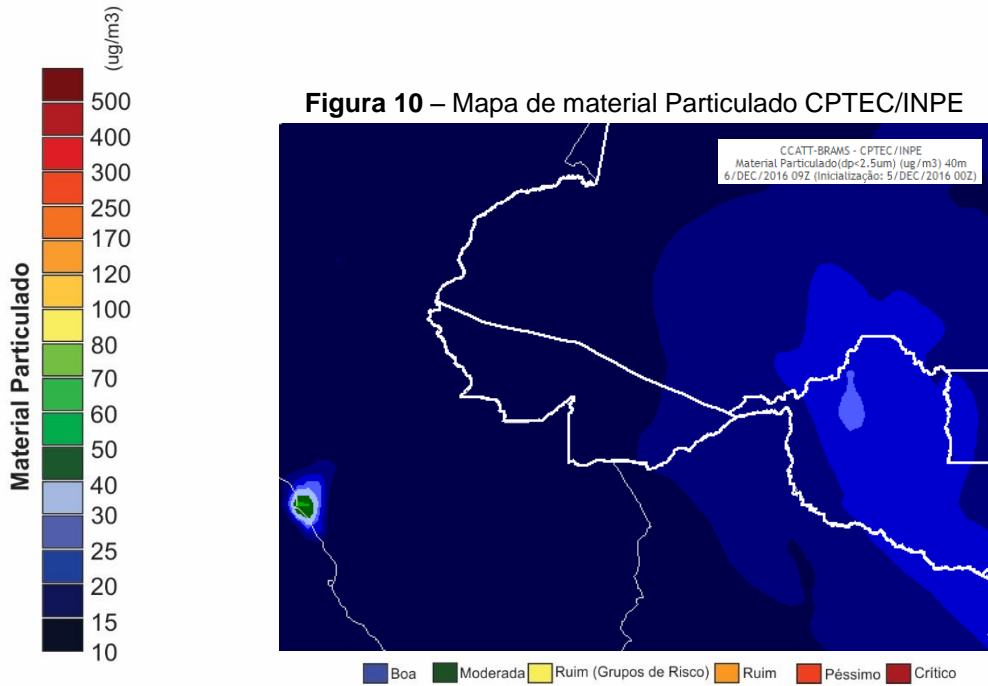 (ug/m3)
Material Particulado
500
400
300
250
170
120
100
80
70
60
50
40
30
25
20
15
10
Figura 10 – Mapa de material Particulado CPTEC/INPE
CCATT-BRAMS - CPTEC/INPE
Material Particulado(dp<2.5um) (ug/m3) 40m
6/DEC/2016 09Z (Inicialização: 5/DEC/2016 00Z)
Boa Moderada Ruim (Grupos de Risco) Ruim Péssimo Crítico